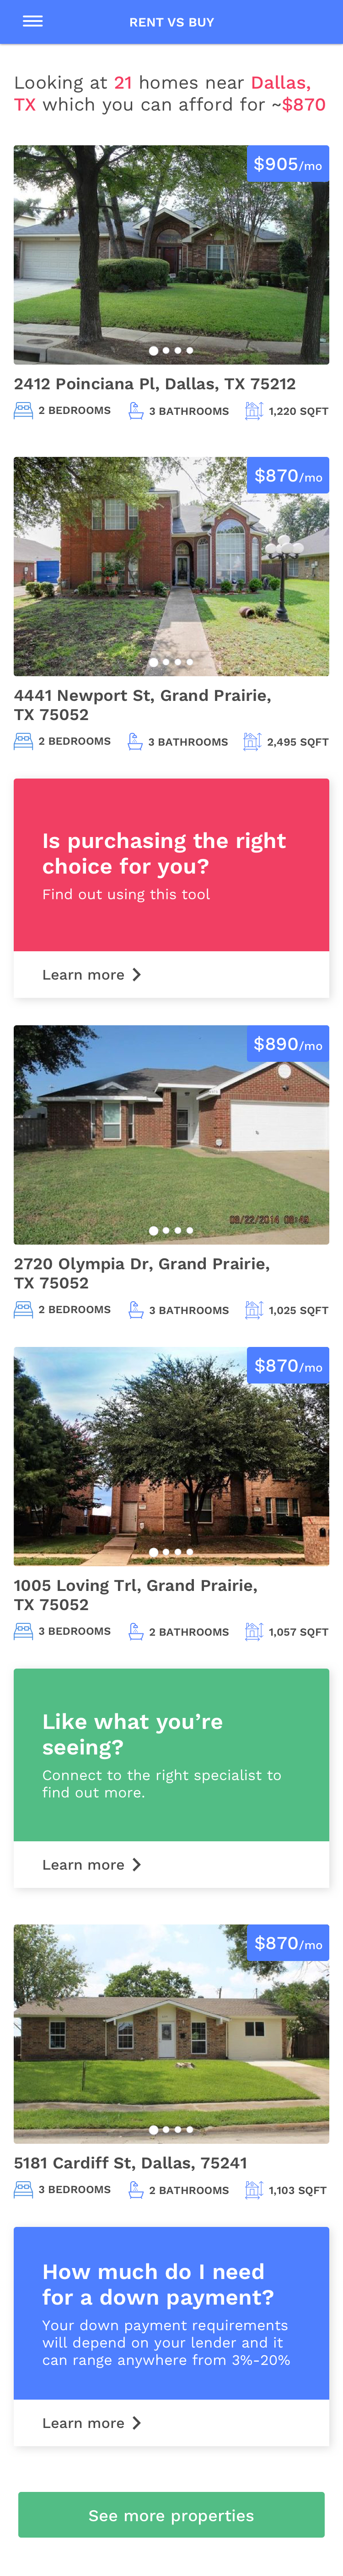 RENT VS BUY
Looking at 21 homes near Dallas,
TX which you can afford for ~$870
$905/mo
2412 Poinciana Pl, Dallas, TX 75212
2 BEDROOMS 3 BATHROOMS 1,220 SQFT
$870/mo
4441 Newport St, Grand Prairie,
TX 75052
2 BEDROOMS 3 BATHROOMS 2,495 SQFT
Is purchasing the right
choice for you?
Find out using this tool
Learn more
$890/mo
08/22/2014 08:49
2720 Olympia Dr, Grand Prairie,
TX 75052
2 BEDROOMS 3 BATHROOMS 1,025 SQFT
$870/mo
1005 Loving Trl, Grand Prairie,
TX 75052
3 BEDROOMS 2 BATHROOMS 1,057 SQFT
Like what you’re
seeing?
Connect to the right specialist to
find out more.
Learn more
$870/mo
5181 Cardiff St, Dallas, 75241
3 BEDROOMS 2 BATHROOMS 1,103 SQFT
How much do I need
for a down payment?
Your down payment requirements
will depend on your lender and it
can range anywhere from 3%-20%
Learn more
See more properties